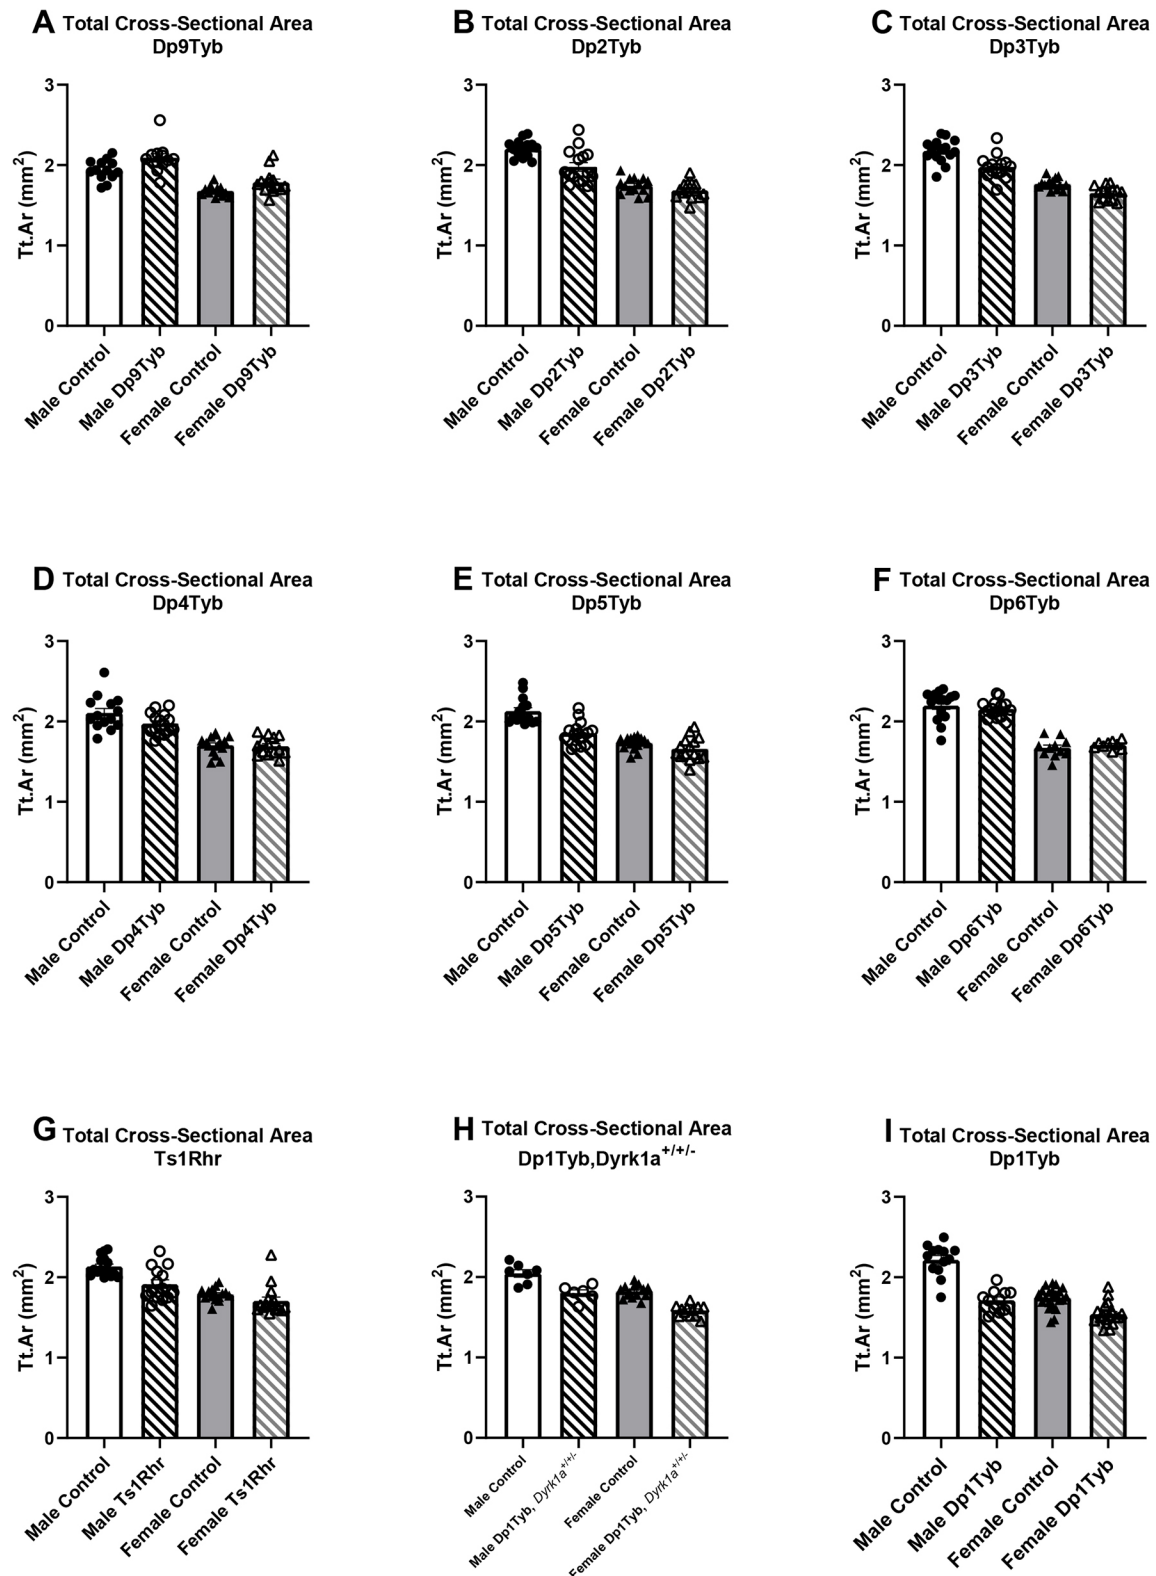 A Total Cross-Sectional Area
Dp9Tyb
Tt.Ar (mm²)
3
2
1
0
Male Control
Male Dp9Tyb
Female Control
Female Dp9Tyb
B Total Cross-Sectional Area
Dp2Tyb
Tt.Ar (mm²)
3
2
1
0
Male Control
Male Dp2Tyb
Female Control
Female Dp2Tyb
C Total Cross-Sectional Area
Dp3Tyb
Tt.Ar (mm²)
3
2
1
0
Male Control
Male Dp3Tyb
Female Control
Female Dp3Tyb
D Total Cross-Sectional Area
Dp4Tyb
Tt.Ar (mm²)
3
2
1
0
Male Control
Male Dp4Tyb
Female Control
Female Dp4Tyb
E Total Cross-Sectional Area
Dp5Tyb
Tt.Ar (mm²)
3
2
1
0
Male Control
Male Dp5Tyb
Female Control
Female Dp5Tyb
F Total Cross-Sectional Area
Dp6Tyb
Tt.Ar (mm²)
3
2
1
0
Male Control
Male Dp6Tyb
Female Control
Female Dp6Tyb
G Total Cross-Sectional Area
Ts1Rhr
Tt.Ar (mm²)
3
2
1
0
Male Control
Male Ts1Rhr
Female Control
Female Ts1Rhr
H Total Cross-Sectional Area
Dp1Tyb,Dyrk1a+/+/-
Tt.Ar (mm²)
3
2
1
0
Male Control
Male Dp1Tyb, Dyrk1a+/+/-
Female Control
Female Dp1Tyb, Dyrk1a+/+/-
I Total Cross-Sectional Area
Dp1Tyb
Tt.Ar (mm²)
3
2
1
0
Male Control
Male Dp1Tyb
Female Control
Female Dp1Tyb